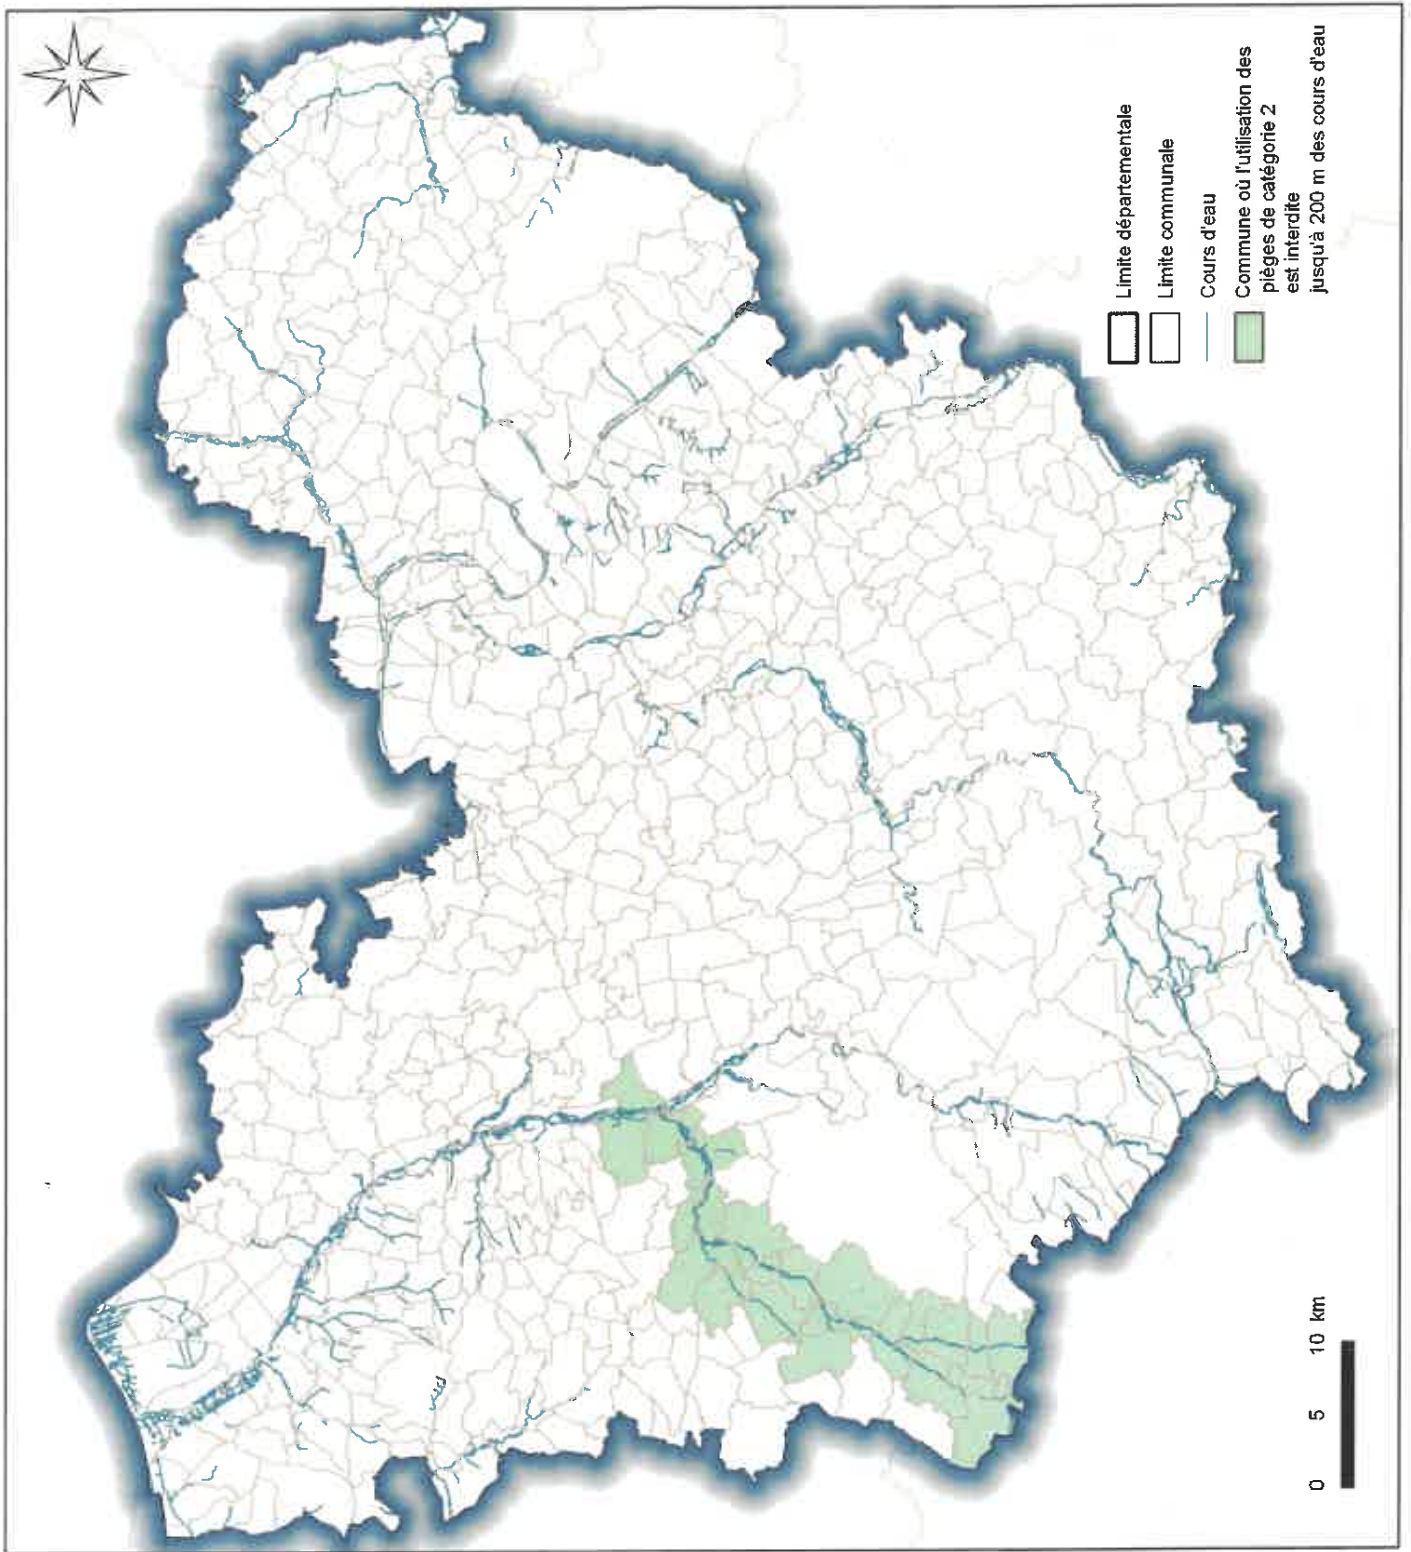 Limite départementale
Limite communale
Cours d'eau
Commune où l'utilisation des
pièges de catégorie 2
est interdite
jusqu'à 200 m des cours d'eau
0 5 10 km